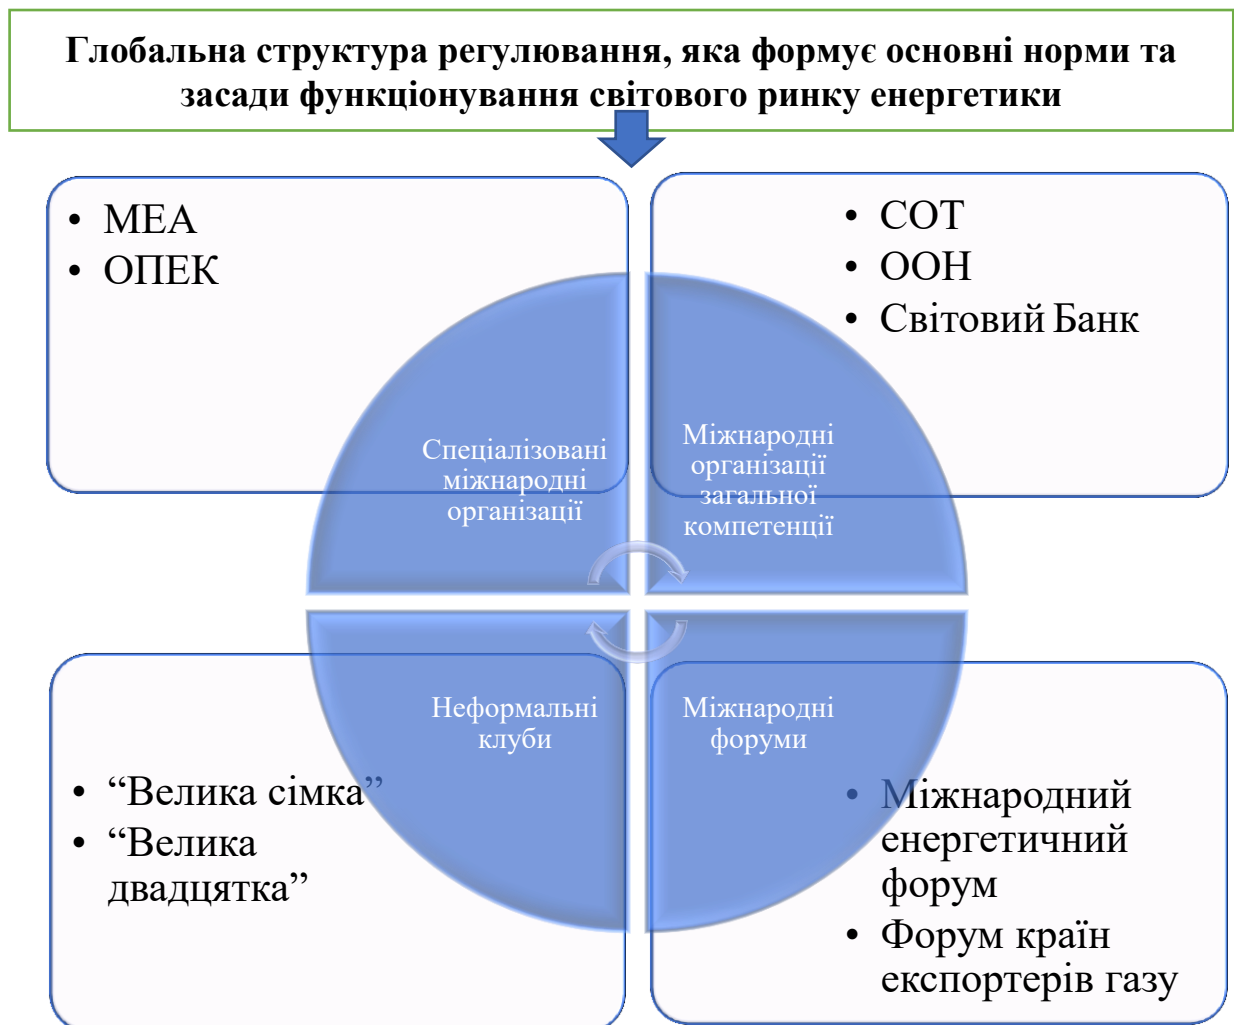 Глобальна структура регулювання, яка формує основні норми та
засади функціонування світового ринку енергетики
• МЕА
• ОПЕК
• СОТ
• ООН
• Світовий Банк
Спеціалізовані
міжнародні
організації
Міжнародні
організації
загальної
компетенції
Неформальні
клуби
Міжнародні
форуми
• “Велика сімка”
• “Велика
двадцятка”
• Міжнародний
енергетичний
форум
• Форум країн
експортерів газу